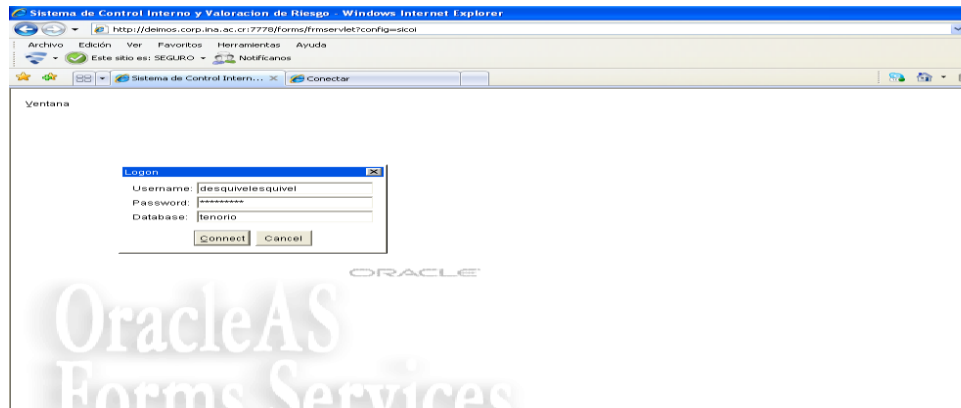 Sistema de Control Interno y Valoracion de Riesgo - Windows Internet Explorer
http://deimos.corp.ina.ac.cr:7778/forms/frmservlet?config=sicoi
Archivo Edición Ver Favoritos Herramientas Ayuda
Este sitio es: SEGURO Notifícanos
Sistema de Control Intern... Conectar
Ventana
Logon
Username: desquivelesquivel
Password: *********
Database: tenorio
Connect Cancel
ORACLE
OracleAS
Forms Services